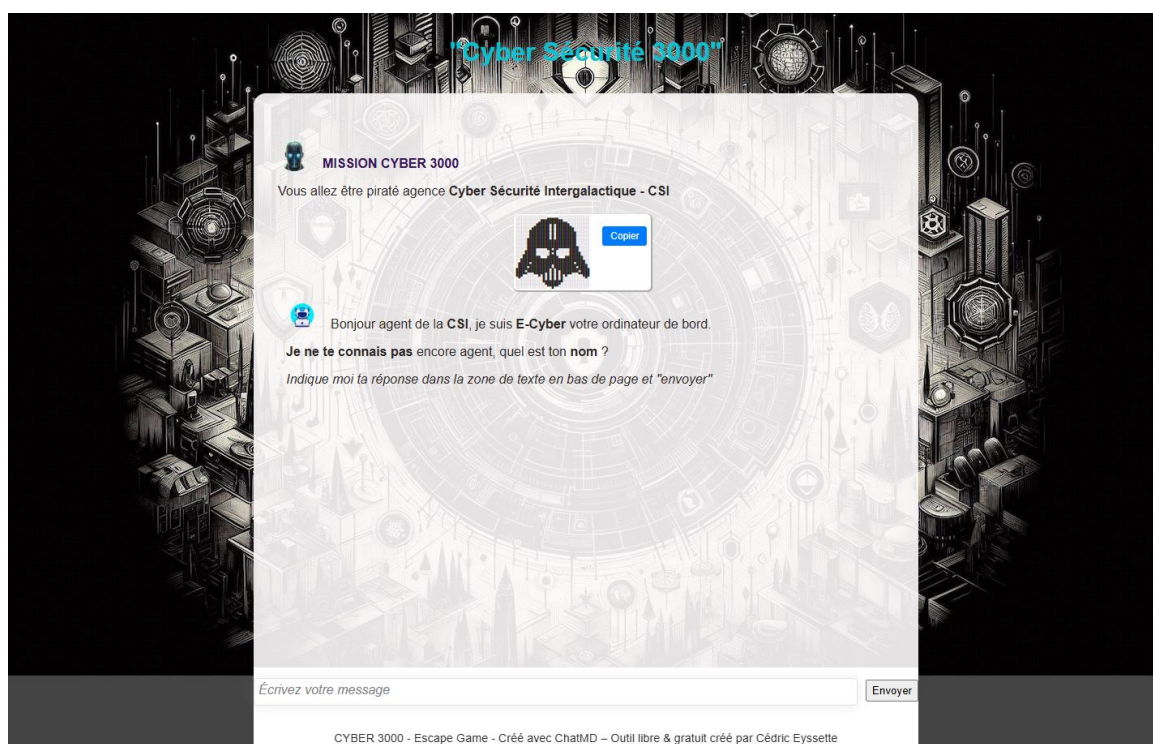 "Cyber Sécurité 3000"
MISSION CYBER 3000
Vous allez être piraté agence Cyber Sécurité Intergalactique - CSI
Copier
Bonjour agent de la CSI, je suis E-Cyber votre ordinateur de bord.
Je ne te connais pas encore agent, quel est ton nom ?
Indique moi ta réponse dans la zone de texte en bas de page et "envoyer"
Écrivez votre message
Envoyer
CYBER 3000 - Escape Game - Créé avec ChatMD – Outil libre & gratuit créé par Cédric Eyssette